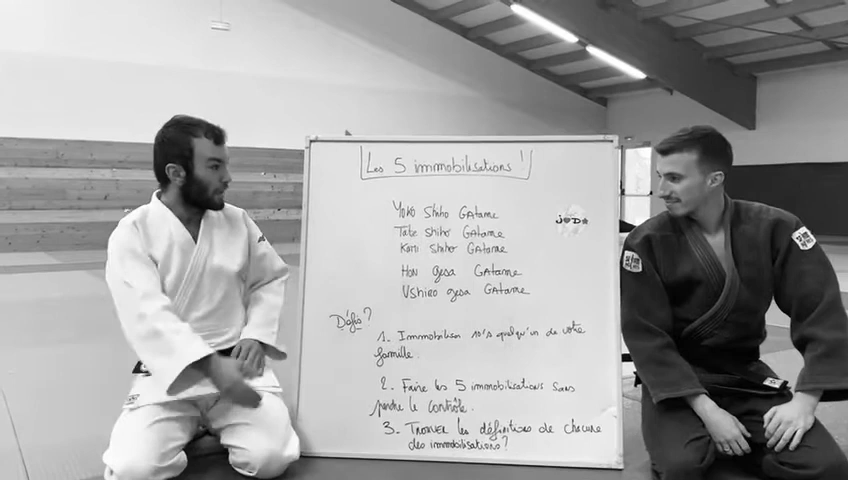 Les 5 immobilisations !
Yoko Shiho GAtame
Tate Shiho GAtame
Kami Shiho GAtame
Hon gesa GAtame
Ushiro gesa GAtame
JUDO
Défis ?
1. Immobiliser 10's quelqu'un de votre
famille.
2. Faire les 5 immobilisations sans
perdre le contrôle.
3. Trouver les définitions de chacune
des immobilisations ?